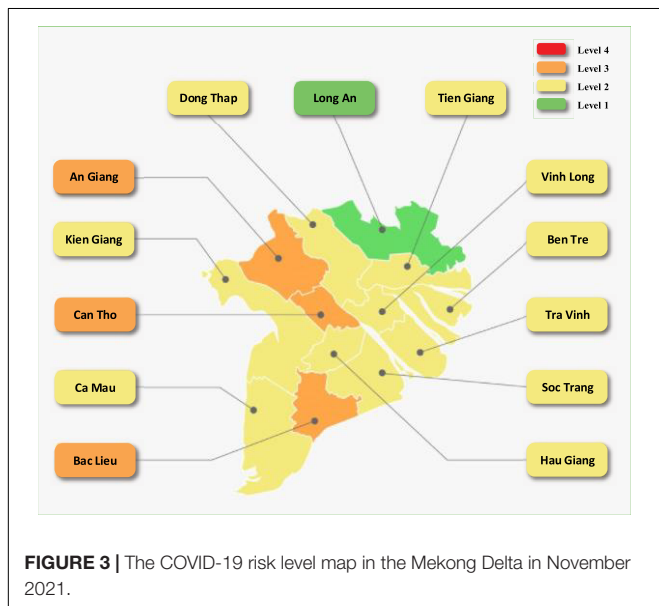 Level 4
Level 3
Level 2
Level 1
Dong Thap
Long An
Tien Giang
An Giang
Vinh Long
Kien Giang
Ben Tre
Can Tho
Tra Vinh
Ca Mau
Soc Trang
Bac Lieu
Hau Giang
FIGURE 3 | The COVID-19 risk level map in the Mekong Delta in November
2021.